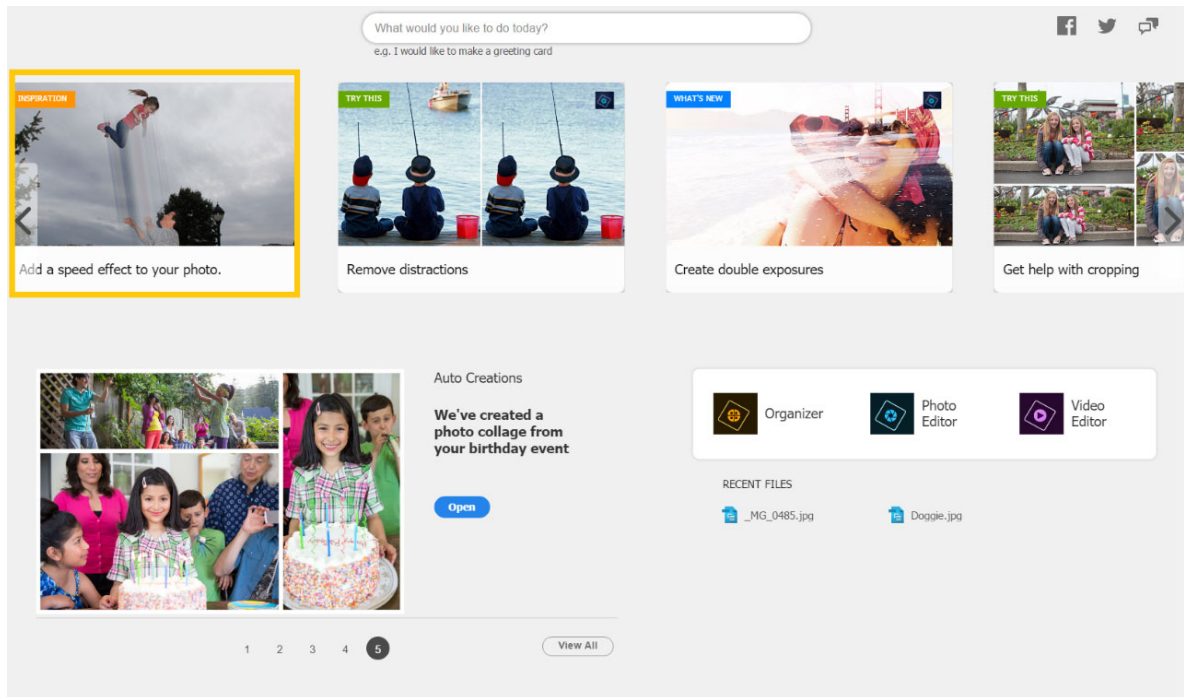 What would you like to do today?
e.g. I would like to make a greeting card
INSPIRATION
TRY THIS
WHAT'S NEW
TRY THIS
Add a speed effect to your photo.
Remove distractions
Create double exposures
Get help with cropping
Auto Creations
We've created a
photo collage from
your birthday event
Open
Organizer
Photo
Editor
Video
Editor
RECENT FILES
_MG_0485.jpg
Doggie.jpg
1 2 3 4 5
View All